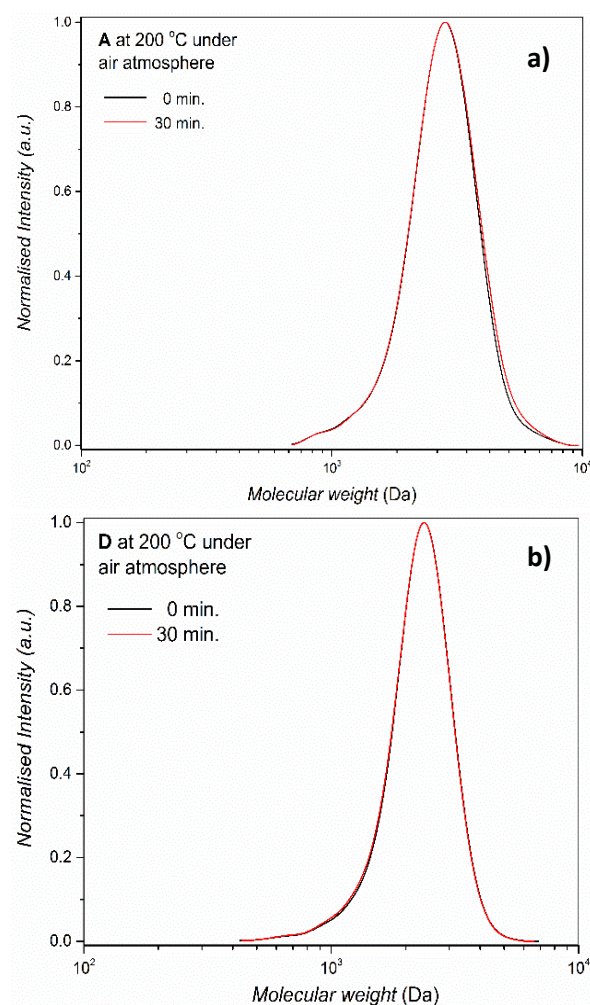 A at 200 °C under
air atmosphere
0 min.
30 min.
a)
Normalised Intensity (a.u.)
1.0
0.8
0.6
0.4
0.2
0.0
10²
10³
10⁴
Molecular weight (Da)
D at 200 °C under
air atmosphere
0 min.
30 min.
b)
Normalised Intensity (a.u.)
1.0
0.8
0.6
0.4
0.2
0.0
10²
10³
10⁴
Molecular weight (Da)